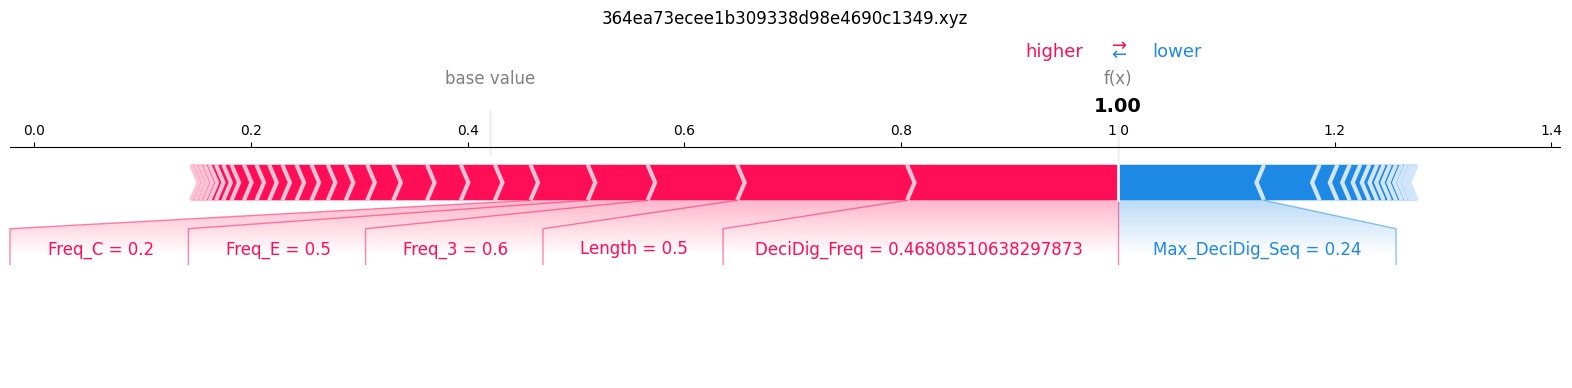 364ea73ecee1b309338d98e4690c1349.xyz
higher → ← lower
base value f(x)
1.00
0.0 0.2 0.4 0.6 0.8 1.0 1.2 1.4
Freq_C = 0.2 Freq_E = 0.5 Freq_3 = 0.6 Length = 0.5 DeciDig_Freq = 0.46808510638297873 Max_DeciDig_Seq = 0.24